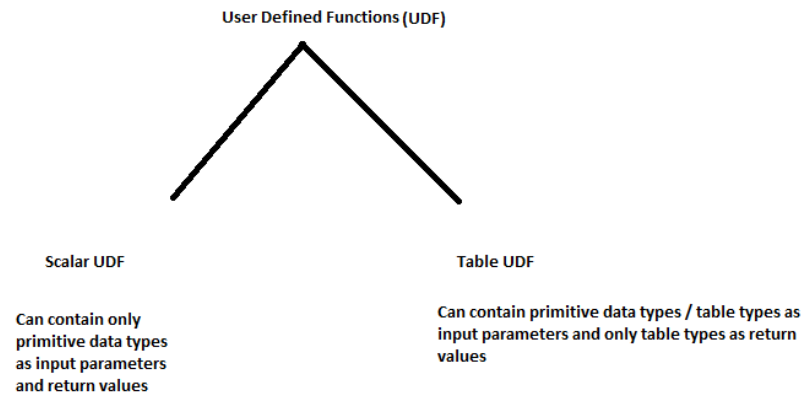 User Defined Functions (UDF)
Scalar UDF
Can contain only
primitive data types
as input parameters
and return values
Table UDF
Can contain primitive data types / table types as
input parameters and only table types as return
values